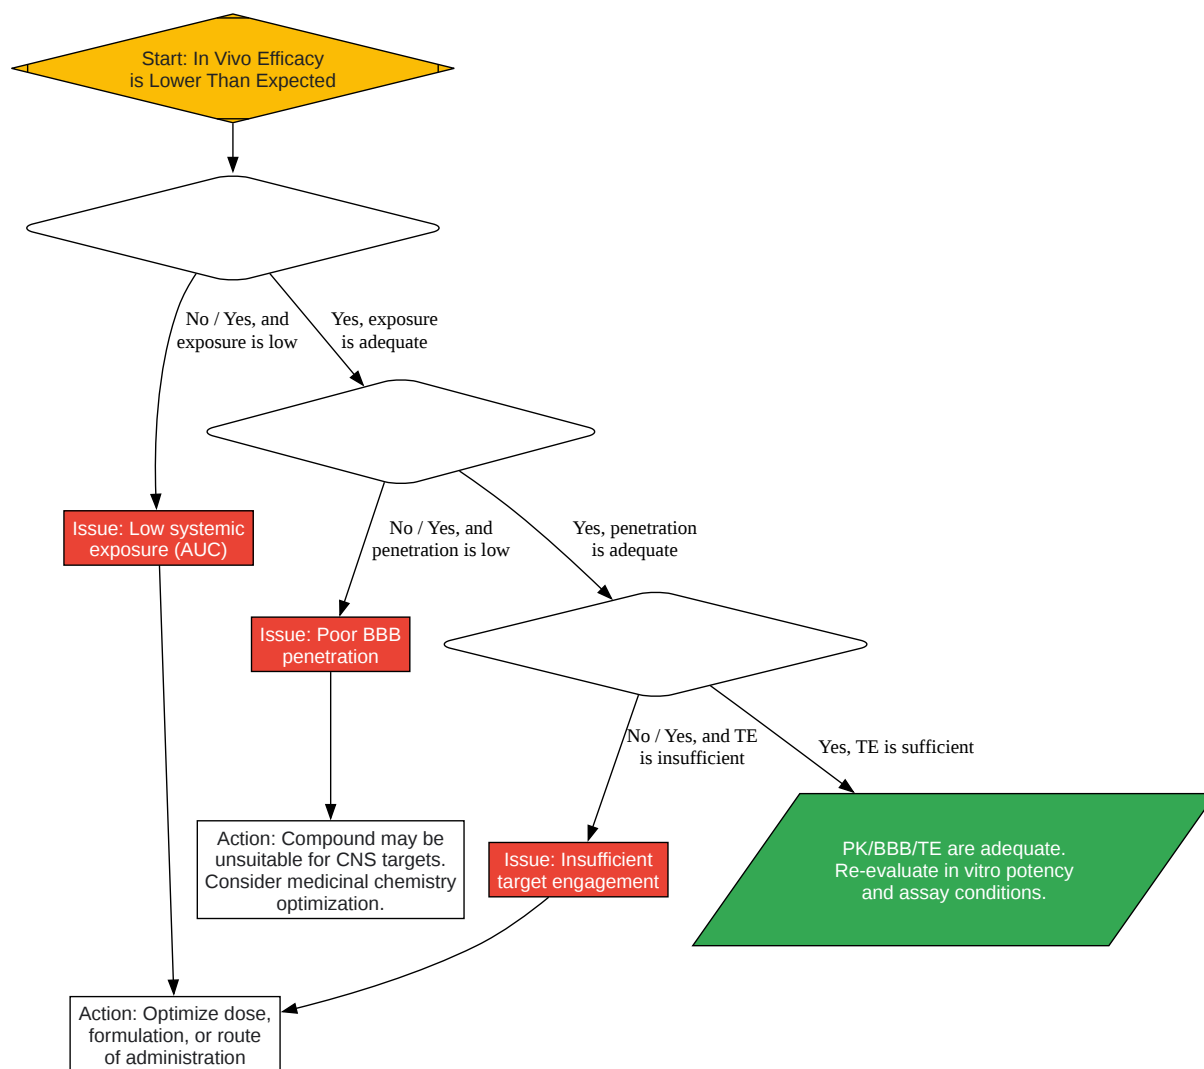 Start: In Vivo Efficacy
is Lower Than Expected
No / Yes, and
exposure is low
Yes, exposure
is adequate
Issue: Low systemic
exposure (AUC)
No / Yes, and
penetration is low
Yes, penetration
is adequate
Issue: Poor BBB
penetration
No / Yes, and TE
is insufficient
Yes, TE is sufficient
Action: Compound may be
unsuitable for CNS targets.
Consider medicinal chemistry
optimization.
Issue: Insufficient
target engagement
PK/BBB/TE are adequate.
Re-evaluate in vitro potency
and assay conditions.
Action: Optimize dose,
formulation, or route
of administration